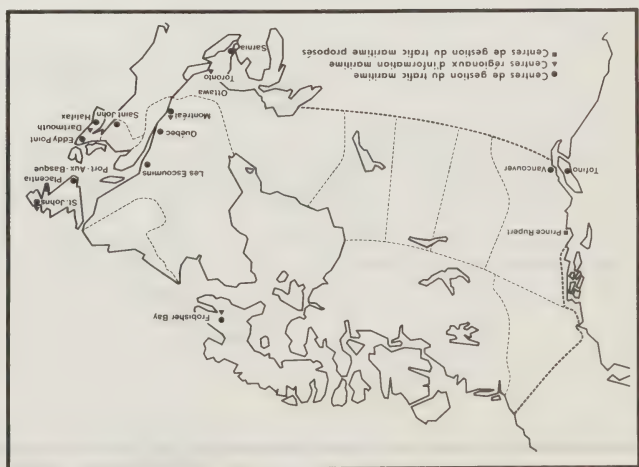 ● Centres de gestion du trafic maritime
▲ Centres régionaux d'information maritime
■ Centres de gestion du trafic maritime proposés
Tofino
Vancouver
Prince Rupert
Frobisher Bay
Sarnia
Toronto
Ottawa
Montréal
Québec
Les Escoumins
Saint John
Halifax
Dartmouth
Eddy Point
Port-Aux-Basque
Placentia
St. Johns